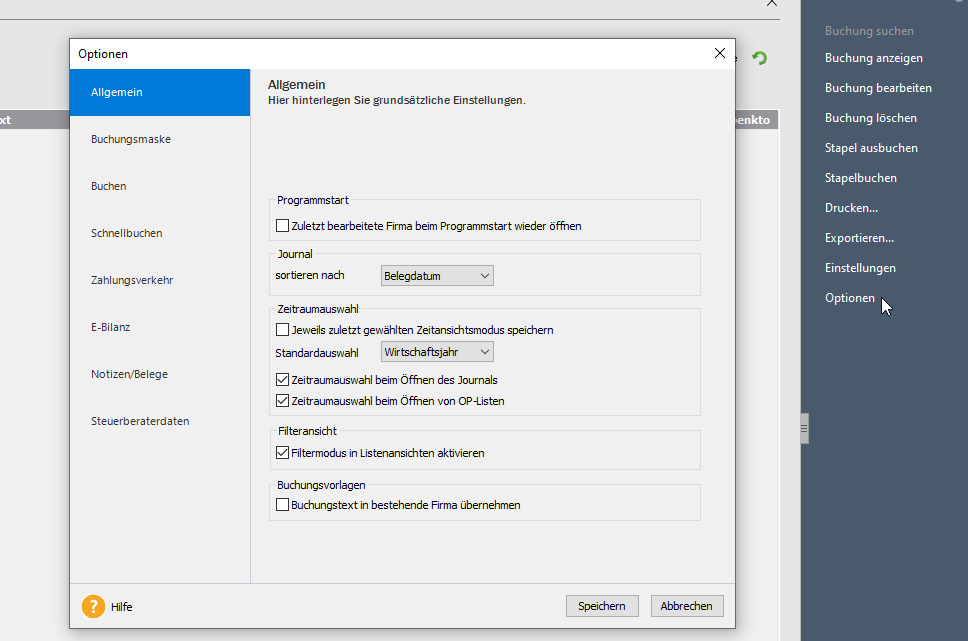 Optionen
Allgemein
Buchungsmaske
Buchen
Schnellbuchen
Zahlungsverkehr
E-Bilanz
Notizen/Belege
Steuerberaterdaten
Allgemein
Hier hinterlegen Sie grundsätzliche Einstellungen.
Programmstart
Zuletzt bearbeitete Firma beim Programmstart wieder öffnen
Journal
sortieren nach Belegdatum
Zeitraumauswahl
Jeweils zuletzt gewählten Zeitansichtsmodus speichern
Standardauswahl Wirtschaftsjahr
Zeitraumauswahl beim Öffnen des Journals
Zeitraumauswahl beim Öffnen von OP-Listen
Filteransicht
Filtermodus in Listenansichten aktivieren
Buchungsvorlagen
Buchungstext in bestehende Firma übernehmen
? Hilfe
Speichern
Abbrechen
xt
enkto
Buchung suchen
Buchung anzeigen
Buchung bearbeiten
Buchung löschen
Stapel ausbuchen
Stapelbuchen
Drucken...
Exportieren...
Einstellungen
Optionen